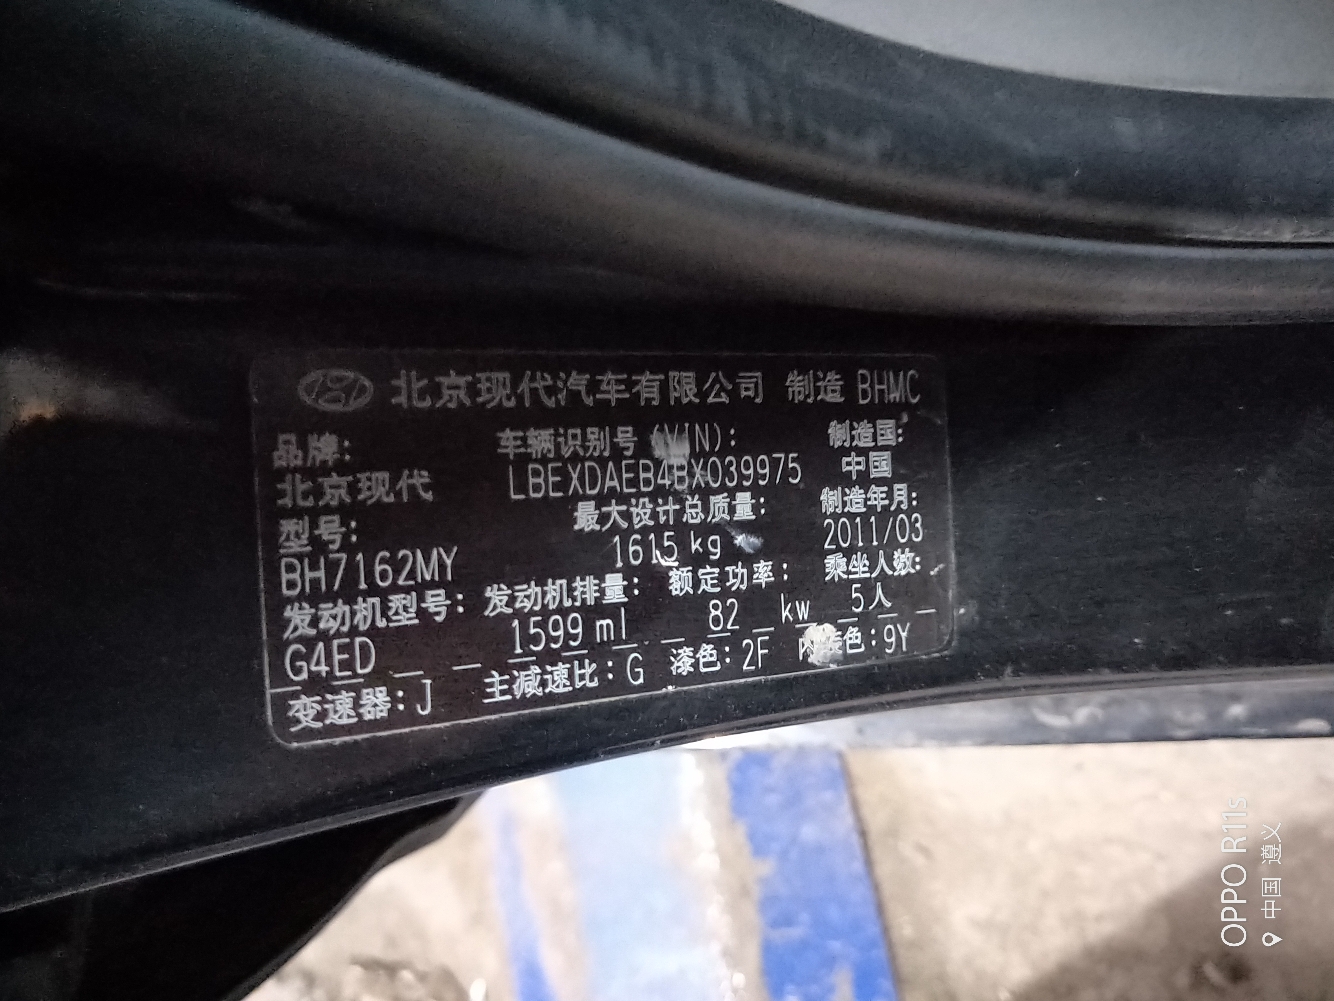 北京现代汽车有限公司 制造 BHMC
品牌: 车辆识别号 (VIN): 制造国:
北京现代 LBEXDAEB4BX039975 中国
型号: 最大设计总质量: 制造年月:
BH7162MY 1615 kg 2011/03
发动机型号: 发动机排量: 额定功率: 乘坐人数:
G4ED 1599 ml 82 kw 5人
变速器: J 主减速比: G 漆色: 2F 内装色: 9Y
OPPO R11s
中国 遵义